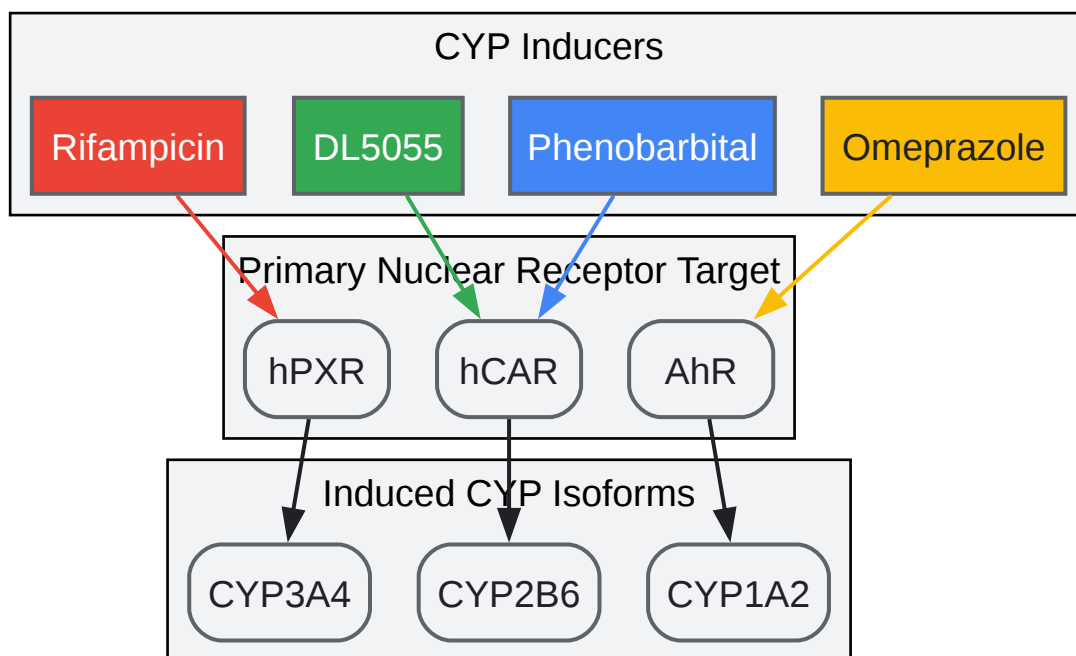 CYP Inducers
Rifampicin
DL5055
Phenobarbital
Omeprazole
Primary Nuclear Receptor Target
hPXR
hCAR
AhR
Induced CYP Isoforms
CYP3A4
CYP2B6
CYP1A2